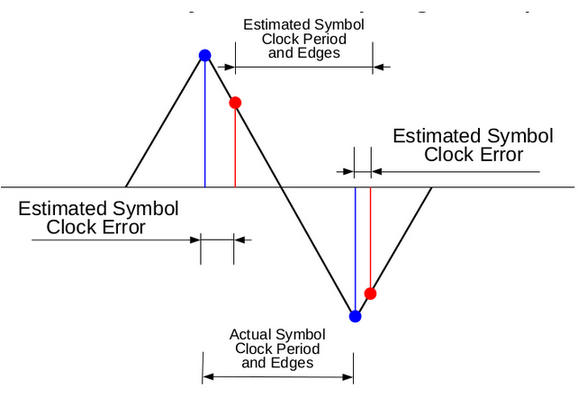 Estimated Symbol
Clock Period
and Edges
Estimated Symbol
Clock Error
Estimated Symbol
Clock Error
Actual Symbol
Clock Period
and Edges